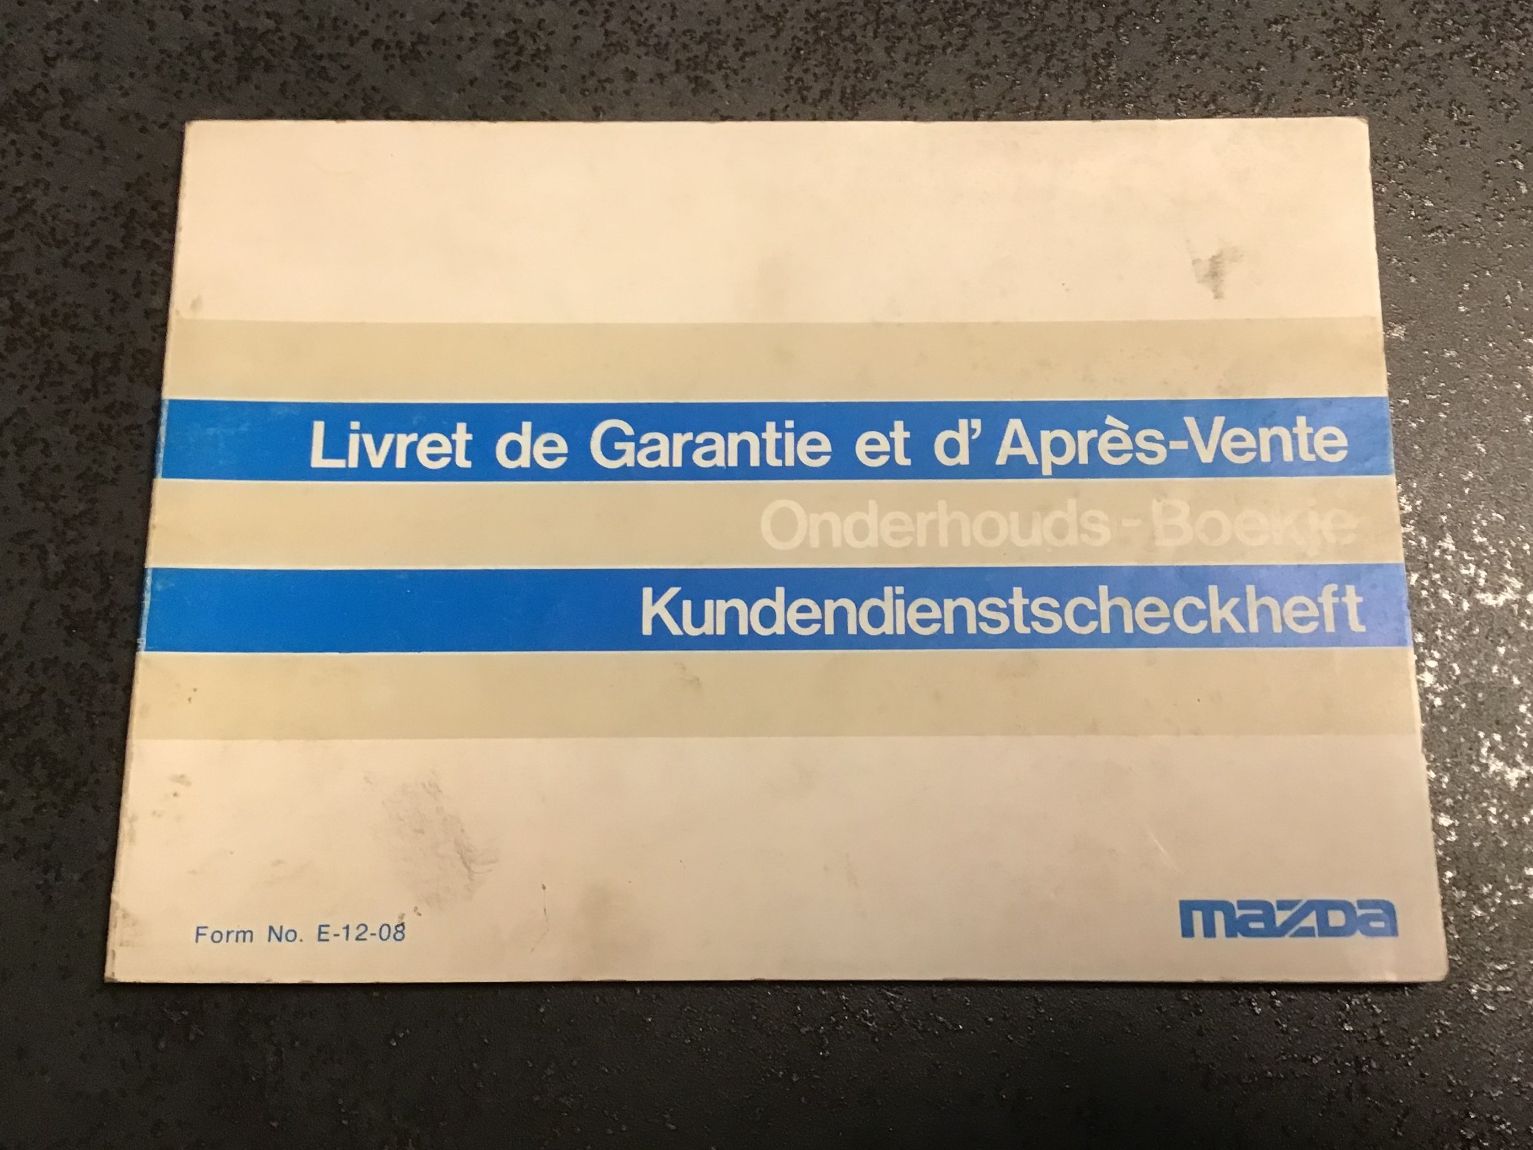 Livret de Garantie et d'Après-Vente
Onderhouds-Boekje
Kundendienstscheckheft
Form No. E-12-08
mazda